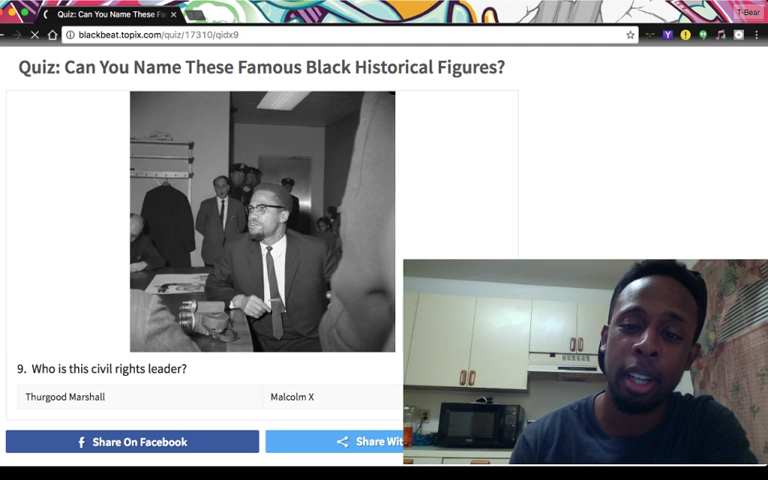 Quiz: Can You Name These Fa
T-Bear
blackbeat.topix.com/quiz/17310/qidx9
Quiz: Can You Name These Famous Black Historical Figures?
9. Who is this civil rights leader?
Thurgood Marshall
Malcolm X
f Share On Facebook
Share Wit